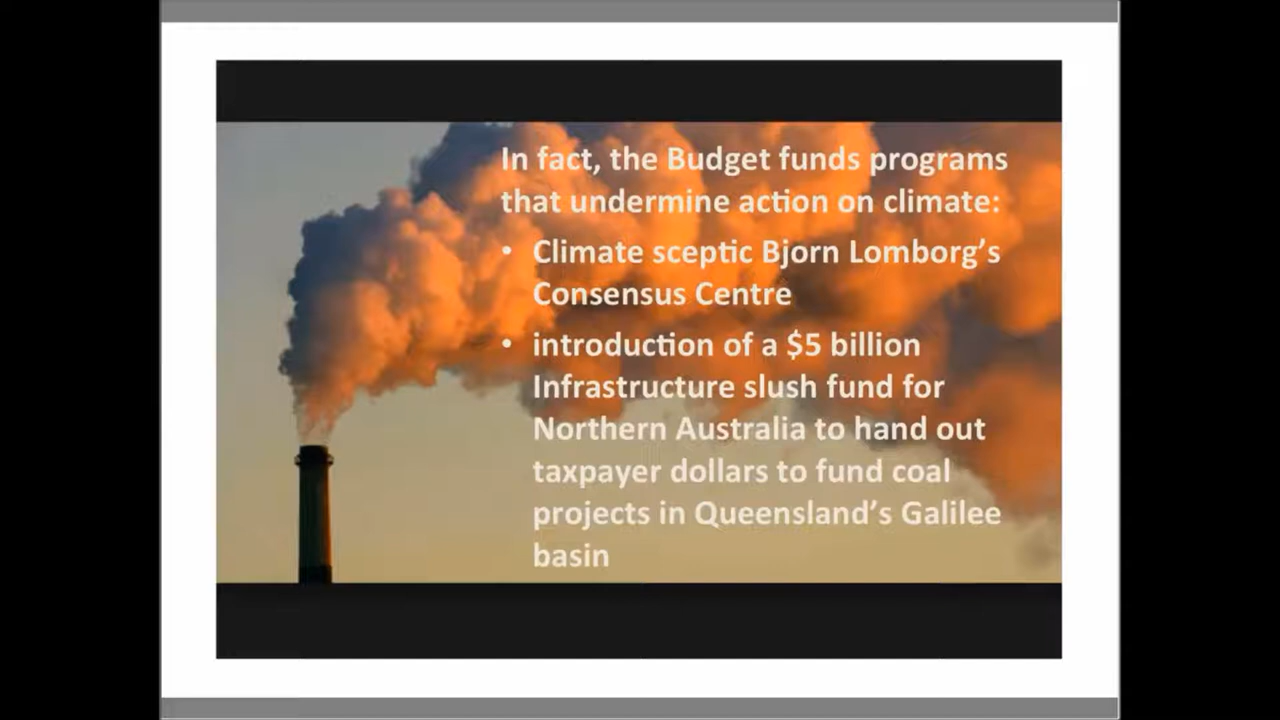 In fact, the Budget funds programs
that undermine action on climate:
• Climate sceptic Bjorn Lomborg’s
Consensus Centre
• introduction of a $5 billion
Infrastructure slush fund for
Northern Australia to hand out
taxpayer dollars to fund coal
projects in Queensland’s Galilee
basin